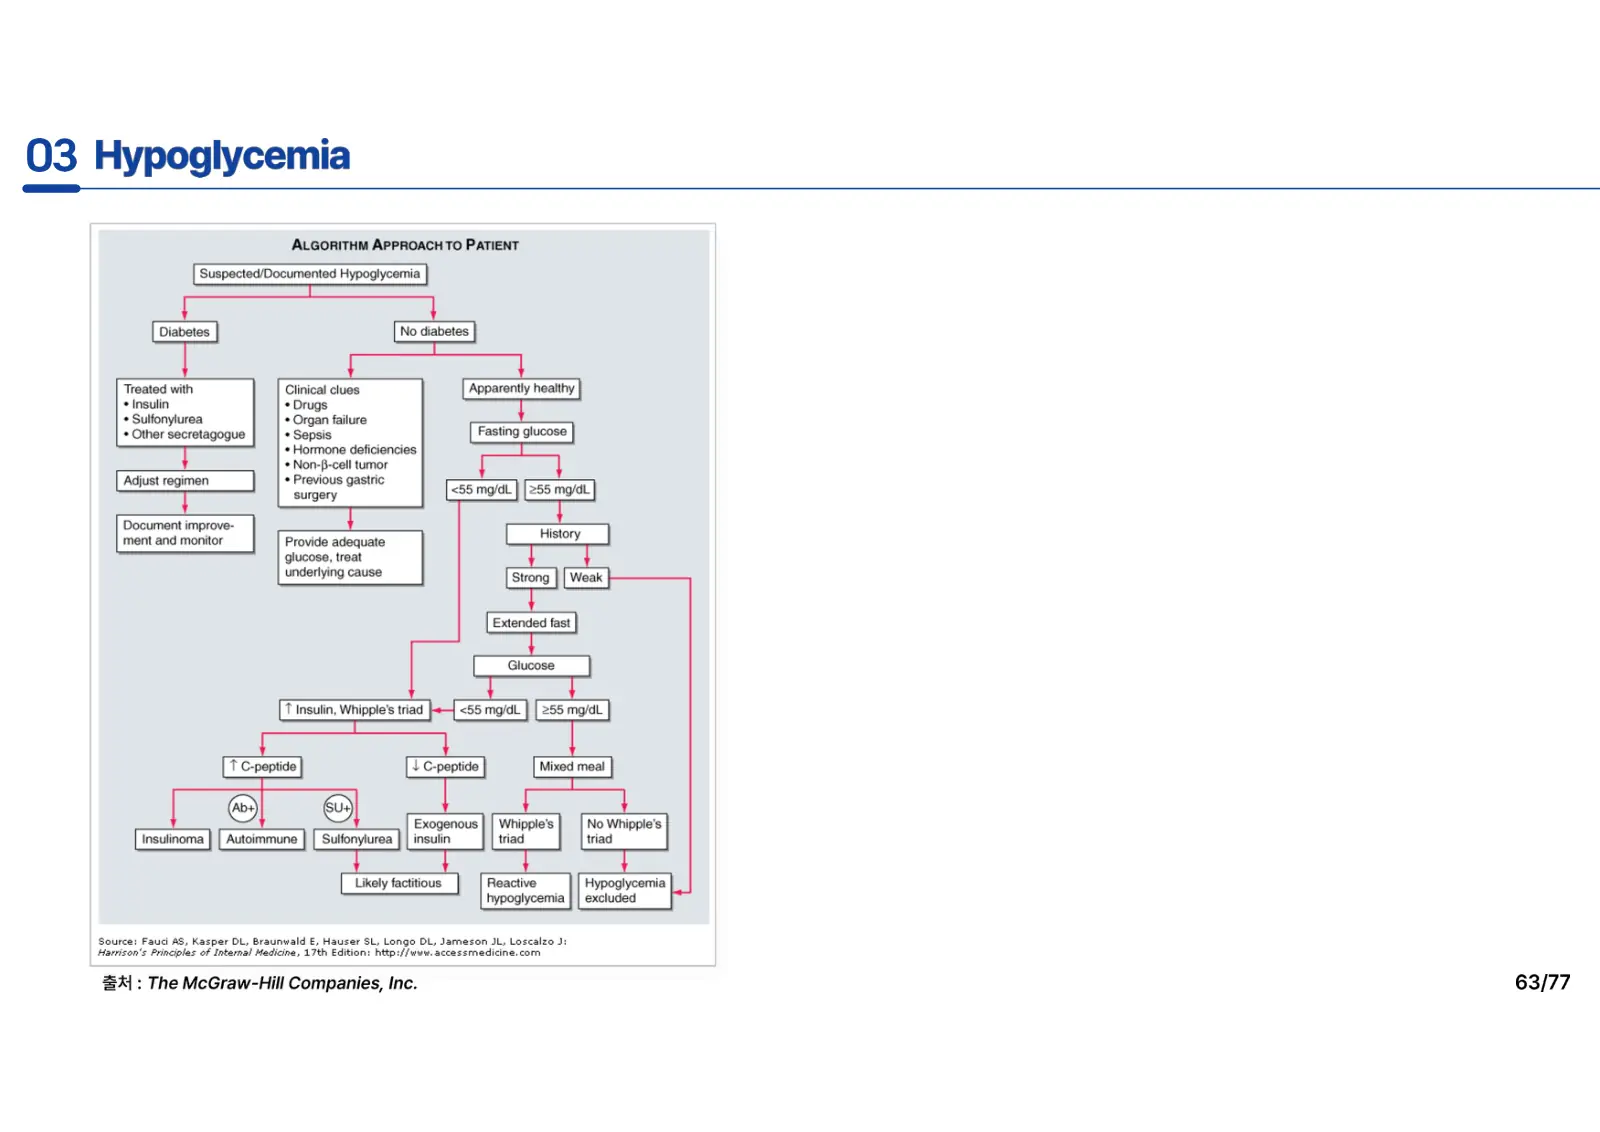 03 Hypoglycemia
ALGORITHM APPROACH TO PATIENT
Suspected/Documented Hypoglycemia
Diabetes
No diabetes
Treated with
• Insulin
• Sulfonylurea
• Other secretagogue
Adjust regimen
Document improve-
ment and monitor
Clinical clues
• Drugs
• Organ failure
• Sepsis
• Hormone deficiencies
• Non-β-cell tumor
• Previous gastric
surgery
Provide adequate
glucose, treat
underlying cause
Apparently healthy
Fasting glucose
<55 mg/dL
≥55 mg/dL
History
Strong
Weak
Extended fast
Glucose
↑ Insulin, Whipple's triad
<55 mg/dL
≥55 mg/dL
↑ C-peptide
↓ C-peptide
Mixed meal
Ab+
SU+
Insulinoma
Autoimmune
Sulfonylurea
Exogenous
insulin
Whipple's
triad
No Whipple's
triad
Likely factitious
Reactive
hypoglycemia
Hypoglycemia
excluded
Source: Fauci AS, Kasper DL, Braunwald E, Hauser SL, Longo DL, Jameson JL, Loscalzo J:
Harrison's Principles of Internal Medicine, 17th Edition: http://www.accessmedicine.com
출처 : The McGraw-Hill Companies, Inc.
63/77